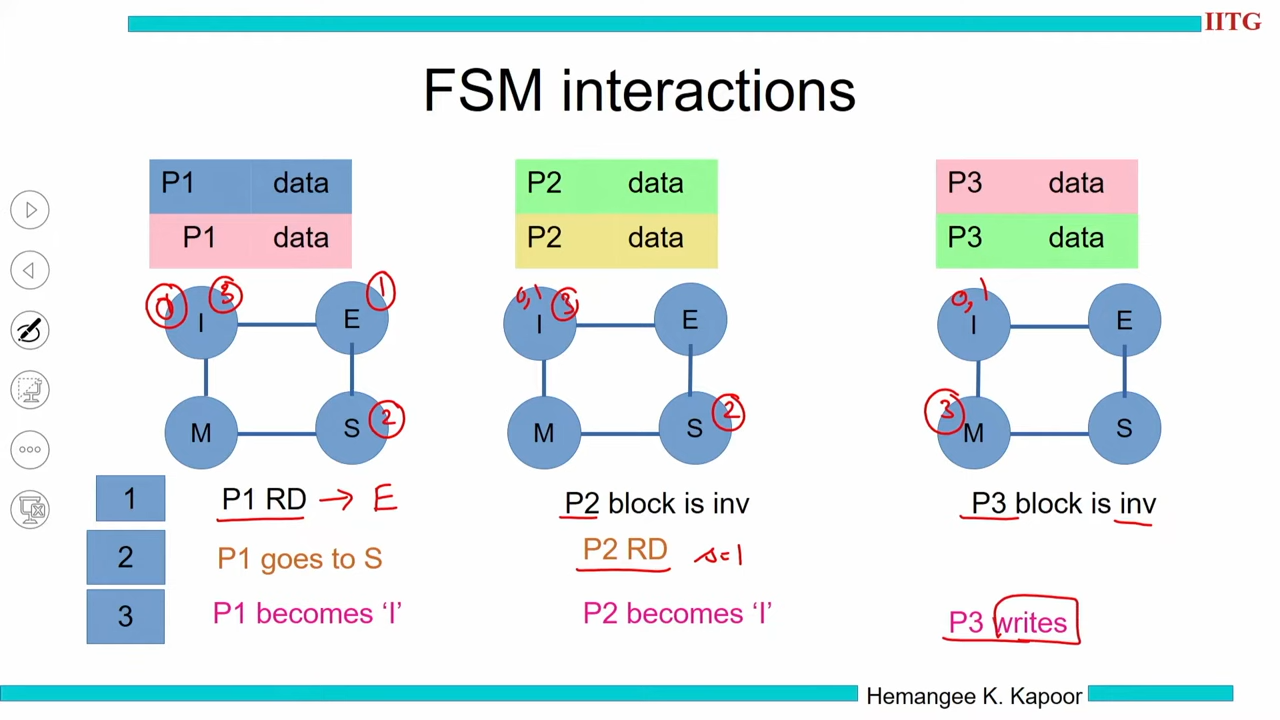 IITG
FSM interactions
P1 data
P1 data
P2 data
P2 data
P3 data
P3 data
0 I 3 E 1
M S 2
0,1 I 3 E
M S 2
0,1 I E
3 M S
1 P1 RD → E P2 block is inv P3 block is inv
2 P1 goes to S P2 RD s=1
3 P1 becomes ‘I’ P2 becomes ‘I’ P3 writes
Hemangee K. Kapoor